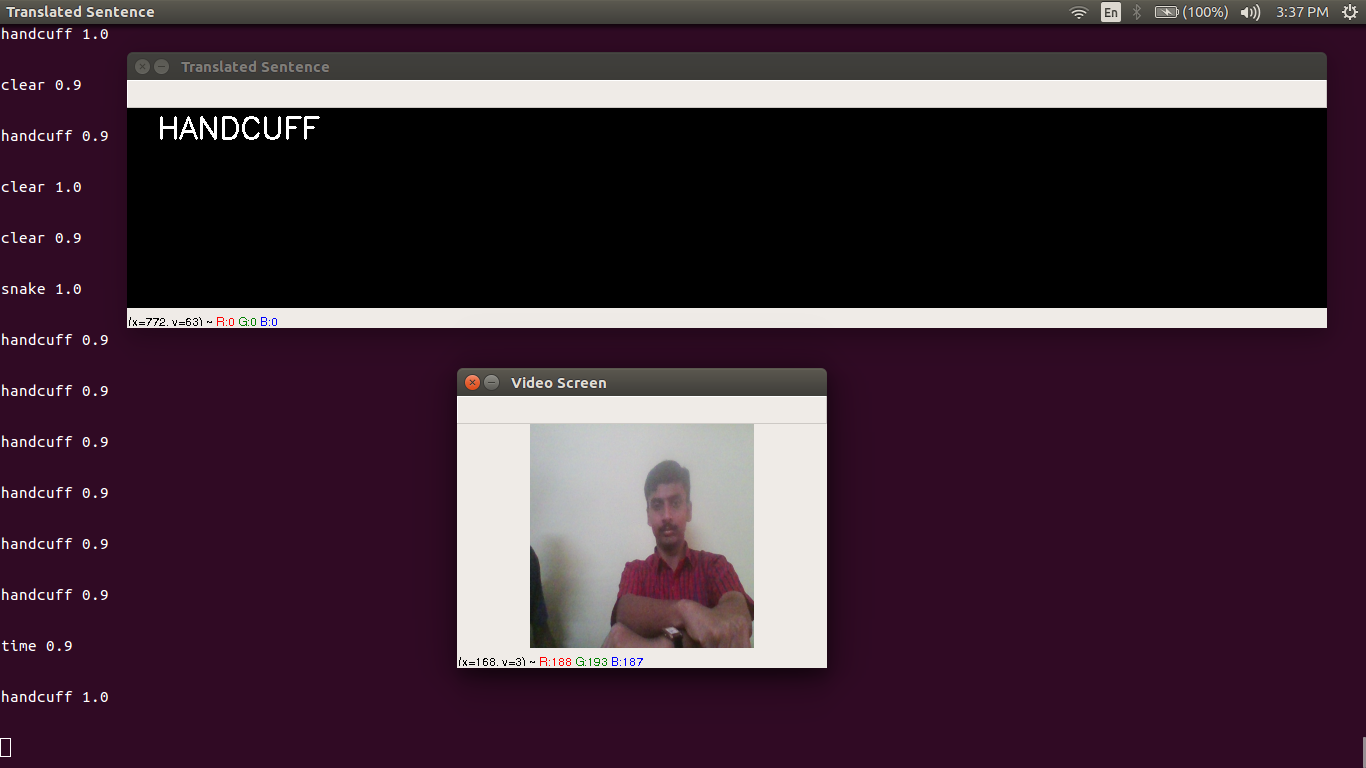 Translated Sentence
En
(100%)
3:37 PM
handcuff 1.0
clear 0.9
handcuff 0.9
clear 1.0
clear 0.9
snake 1.0
handcuff 0.9
handcuff 0.9
handcuff 0.9
handcuff 0.9
handcuff 0.9
handcuff 0.9
time 0.9
handcuff 1.0
Translated Sentence
HANDCUFF
(x=772, y=63) ~ R:0 G:0 B:0
Video Screen
(x=168, y=3) ~ R:188 G:193 B:187